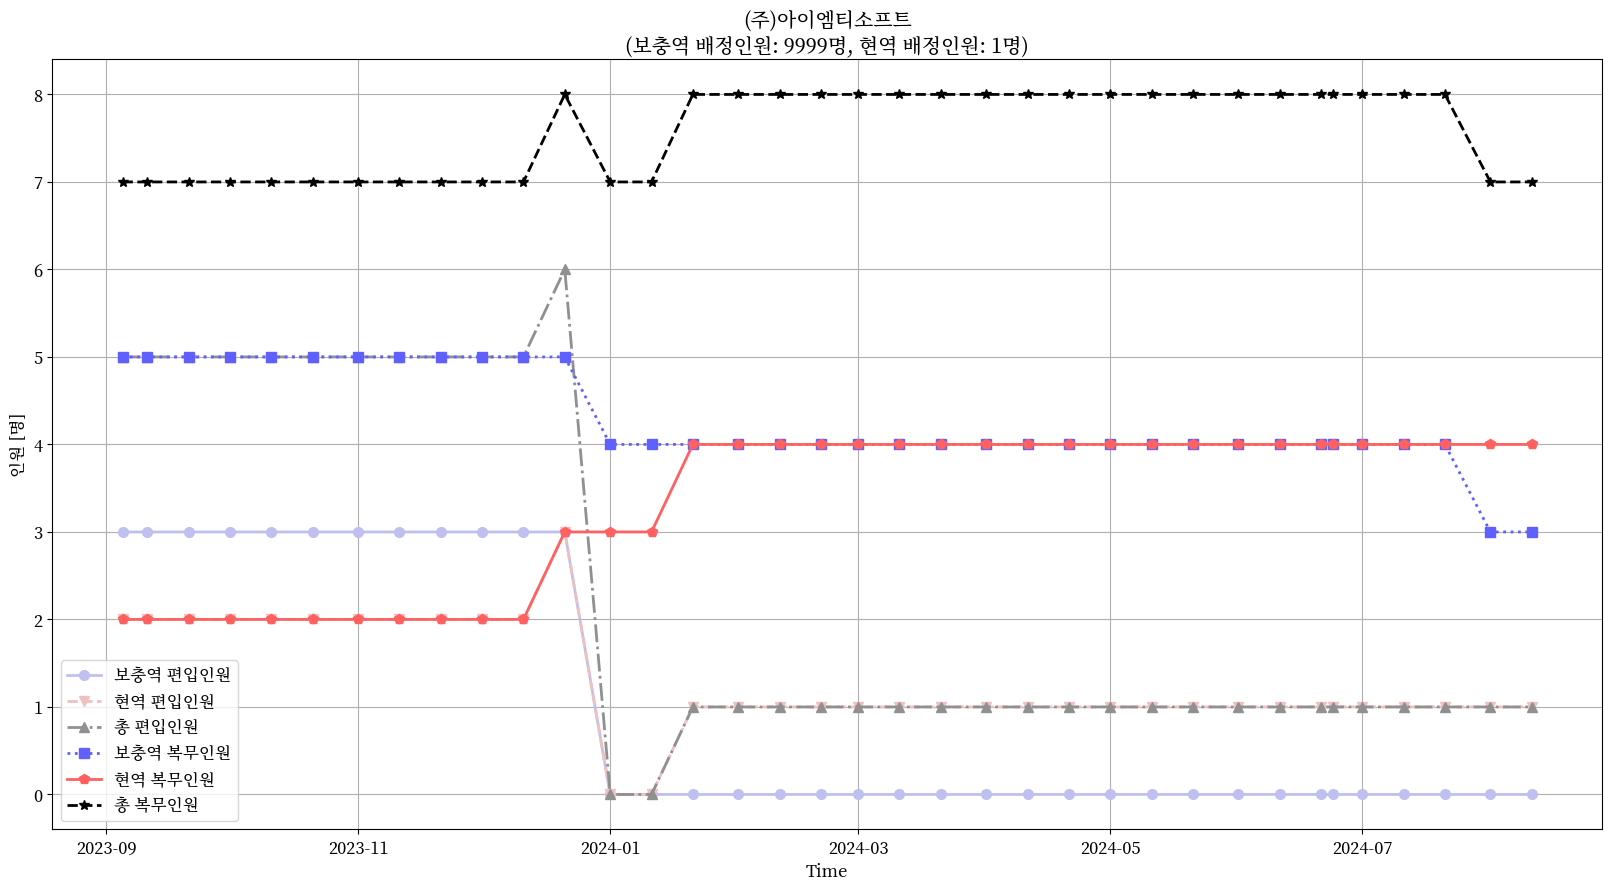 (주)아이엠티소프트
(보충역 배정인원: 9999명, 현역 배정인원: 1명)
8
7
6
5
4
3
2
1
0
인원 [명]
보충역 편입인원
현역 편입인원
총 편입인원
보충역 복무인원
현역 복무인원
총 복무인원
2023-09 2023-11 2024-01 2024-03 2024-05 2024-07
Time